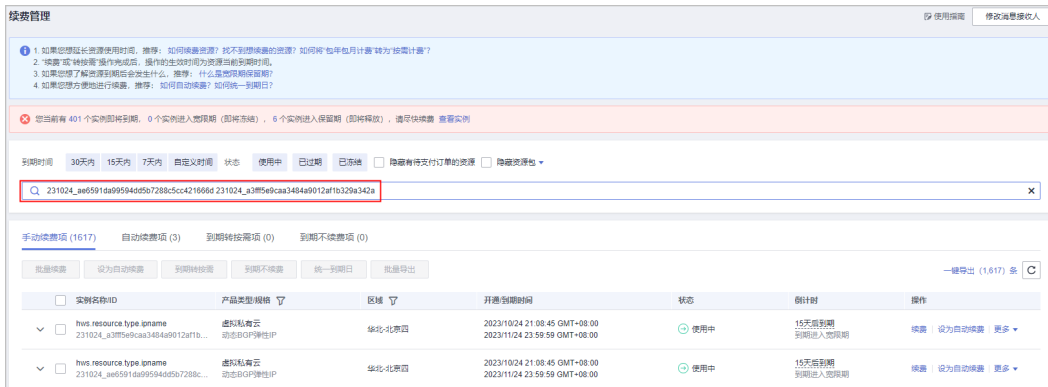 续费管理
使用指南 修改消息接收人
1. 如果您想延长资源使用时间，推荐：如何续费资源？找不到想续费的资源？如何将"包年包月计费"转为"按需计费"？
2. "续费"或"转按需"操作完成后，操作的生效时间为资源当前到期时间。
3. 如果您想了解资源到期后会发生什么，推荐：什么是宽限期保留期？
4. 如果您想方便地进行续费，推荐：如何自动续费？如何统一到期日？
您当前有 401 个实例即将到期， 0 个实例进入宽限期（即将冻结）， 6 个实例进入保留期（即将释放），请尽快续费 查看实例
到期时间 30天内 15天内 7天内 自定义时间 状态 使用中 已过期 已冻结 隐藏有待支付订单的资源 隐藏资源包
231024_ae6591da99594dd5b7288c5cc421666d 231024_a3fff5e9caa3484a9012af1b329a342a
手动续费项 (1617) 自动续费项 (3) 到期转按需项 (0) 到期不续费项 (0)
批量续费 设为自动续费 到期转按需 到期不续费 统一到期日 批量导出 一键导出 (1,617) 条
实例名称/ID 产品类型/规格 区域 开通/到期时间 状态 倒计时 操作
hws.resource.type.ipname 虚拟私有云 华北-北京四 2023/10/24 21:08:45 GMT+08:00 使用中 15天后到期 续费 设为自动续费 更多
231024_a3fff5e9caa3484a9012af1b... 动态BGP弹性IP 2023/11/24 23:59:59 GMT+08:00 到期进入宽限期
hws.resource.type.ipname 虚拟私有云 华北-北京四 2023/10/24 21:08:45 GMT+08:00 使用中 15天后到期 续费 设为自动续费 更多
231024_ae6591da99594dd5b7288c... 动态BGP弹性IP 2023/11/24 23:59:59 GMT+08:00 到期进入宽限期